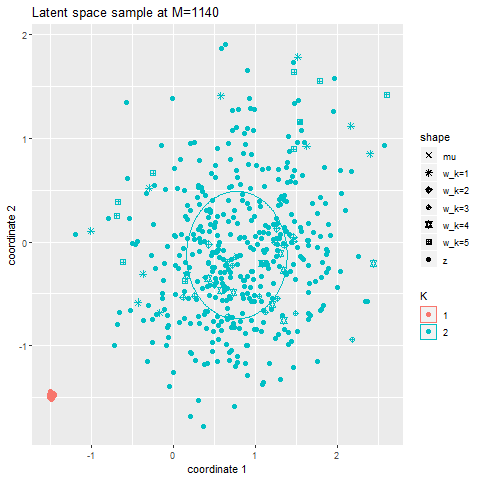 Latent space sample at M=1140
2
1
0
-1
coordinate 2
-1
0
1
2
coordinate 1
shape
mu
w_k=1
w_k=2
w_k=3
w_k=4
w_k=5
z
K
1
2